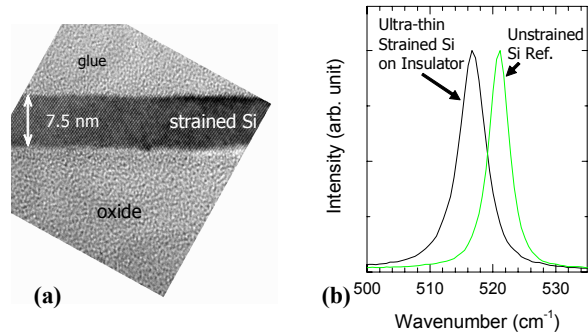 glue
7.5 nm
strained Si
oxide
(a)
Ultra-thin
Strained Si
on Insulator
Unstrained
Si Ref.
Intensity (arb. unit)
500
510
520
530
Wavenumber (cm⁻¹)
(b)